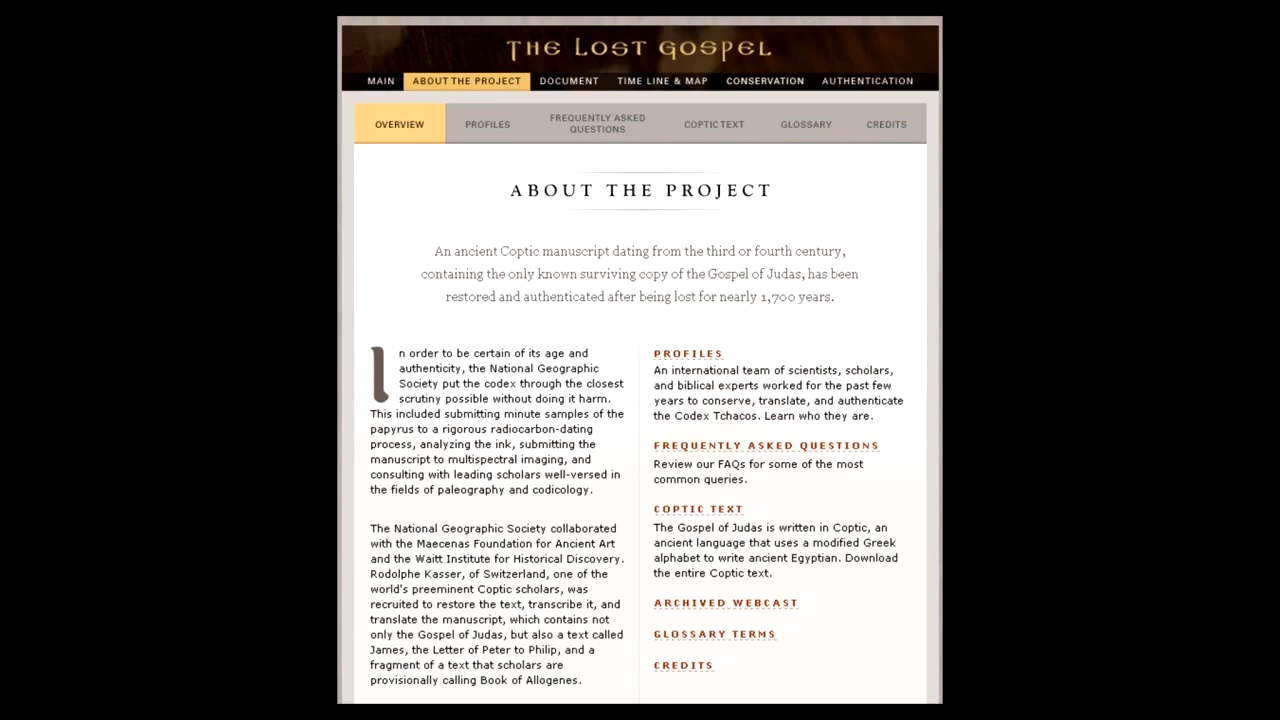 THE LOST GOSPEL
MAIN ABOUT THE PROJECT DOCUMENT TIME LINE & MAP CONSERVATION AUTHENTICATION
OVERVIEW PROFILES FREQUENTLY ASKED QUESTIONS COPTIC TEXT GLOSSARY CREDITS
ABOUT THE PROJECT
An ancient Coptic manuscript dating from the third or fourth century,
containing the only known surviving copy of the Gospel of Judas, has been
restored and authenticated after being lost for nearly 1,700 years.
In order to be certain of its age and
authenticity, the National Geographic
Society put the codex through the closest
scrutiny possible without doing it harm.
This included submitting minute samples of the
papyrus to a rigorous radiocarbon-dating
process, analyzing the ink, submitting the
manuscript to multispectral imaging, and
consulting with leading scholars well-versed in
the fields of paleography and codicology.
The National Geographic Society collaborated
with the Maecenas Foundation for Ancient Art
and the Waitt Institute for Historical Discovery.
Rodolphe Kasser, of Switzerland, one of the
world's preeminent Coptic scholars, was
recruited to restore the text, transcribe it, and
translate the manuscript, which contains not
only the Gospel of Judas, but also a text called
James, the Letter of Peter to Philip, and a
fragment of a text that scholars are
provisionally calling Book of Allogenes.
PROFILES
An international team of scientists, scholars,
and biblical experts worked for the past few
years to conserve, translate, and authenticate
the Codex Tchacos. Learn who they are.
FREQUENTLY ASKED QUESTIONS
Review our FAQs for some of the most
common queries.
COPTIC TEXT
The Gospel of Judas is written in Coptic, an
ancient language that uses a modified Greek
alphabet to write ancient Egyptian. Download
the entire Coptic text.
ARCHIVED WEBCAST
GLOSSARY TERMS
CREDITS